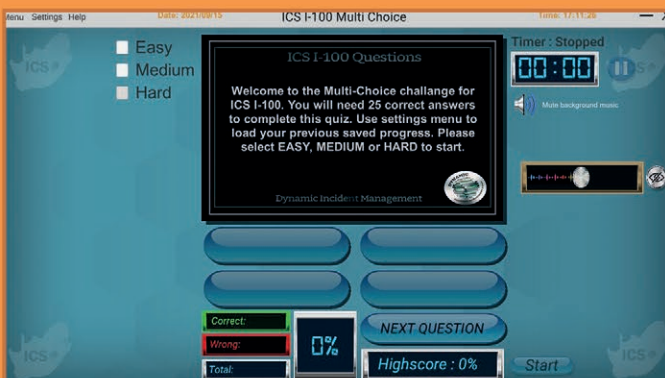 Menu Settings Help
Date: 2021/09/15
ICS I-100 Multi Choice
Time: 17:11:26
Easy
Medium
Hard
ICS I-100 Questions
Welcome to the Multi-Choice challange for
ICS I-100. You will need 25 correct answers
to complete this quiz. Use settings menu to
load your previous saved progress. Please
select EASY, MEDIUM or HARD to start.
Dynamic Incident Management
Timer : Stopped
00:00
Mute background music
Correct:
Wrong:
Total:
0%
NEXT QUESTION
Highscore : 0%
Start
ICS
ICS
ICS